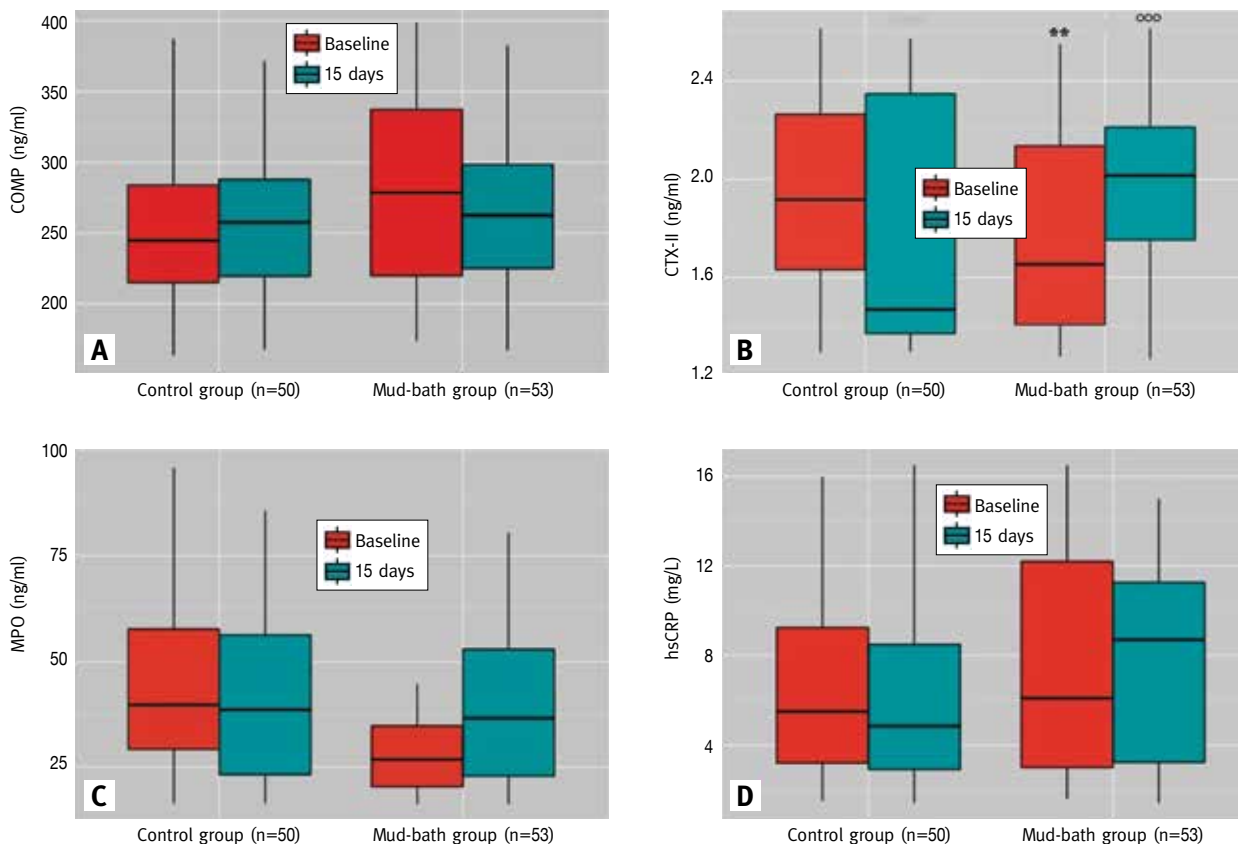 400
350
300
250
200
COMP (ng/ml)
Baseline
15 days
A
Control group (n=50)
Mud-bath group (n=53)
2.4
2.0
1.6
1.2
CTX-II (ng/ml)
**
°°°
Baseline
15 days
B
Control group (n=50)
Mud-bath group (n=53)
100
75
50
25
MPO (ng/ml)
Baseline
15 days
C
Control group (n=50)
Mud-bath group (n=53)
16
12
8
4
hsCRP (mg/L)
Baseline
15 days
D
Control group (n=50)
Mud-bath group (n=53)